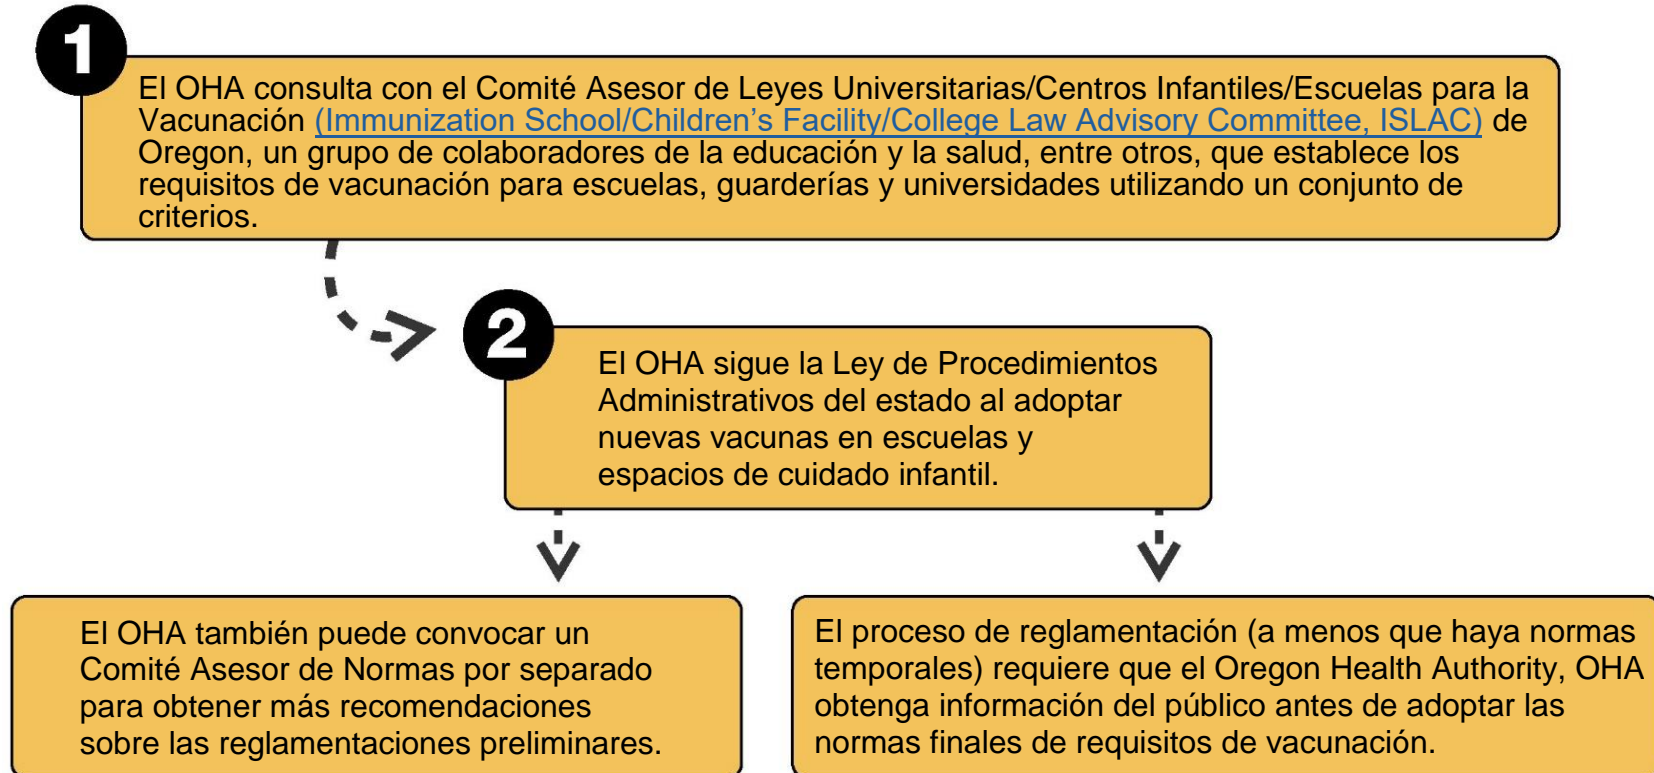 1
El OHA consulta con el Comité Asesor de Leyes Universitarias/Centros Infantiles/Escuelas para la
Vacunación (Immunization School/Children’s Facility/College Law Advisory Committee, ISLAC) de
Oregon, un grupo de colaboradores de la educación y la salud, entre otros, que establece los
requisitos de vacunación para escuelas, guarderías y universidades utilizando un conjunto de
criterios.
2
El OHA sigue la Ley de Procedimientos
Administrativos del estado al adoptar
nuevas vacunas en escuelas y
espacios de cuidado infantil.
El OHA también puede convocar un
Comité Asesor de Normas por separado
para obtener más recomendaciones
sobre las reglamentaciones preliminares.
El proceso de reglamentación (a menos que haya normas
temporales) requiere que el Oregon Health Authority, OHA
obtenga información del público antes de adoptar las
normas finales de requisitos de vacunación.